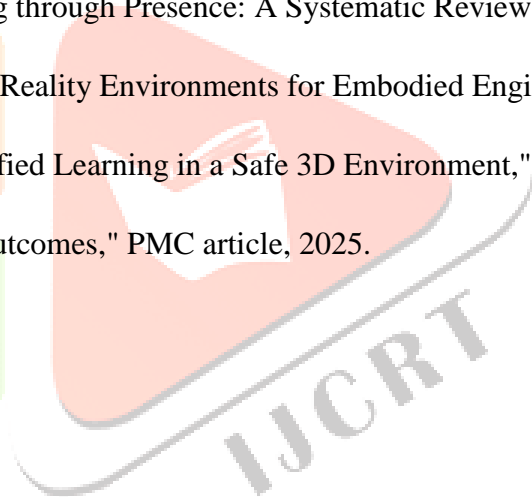 g through Presence: A Systematic Review
Reality Environments for Embodied Engi
fied Learning in a Safe 3D Environment,"
utcomes," PMC article, 2025.
IJCRT